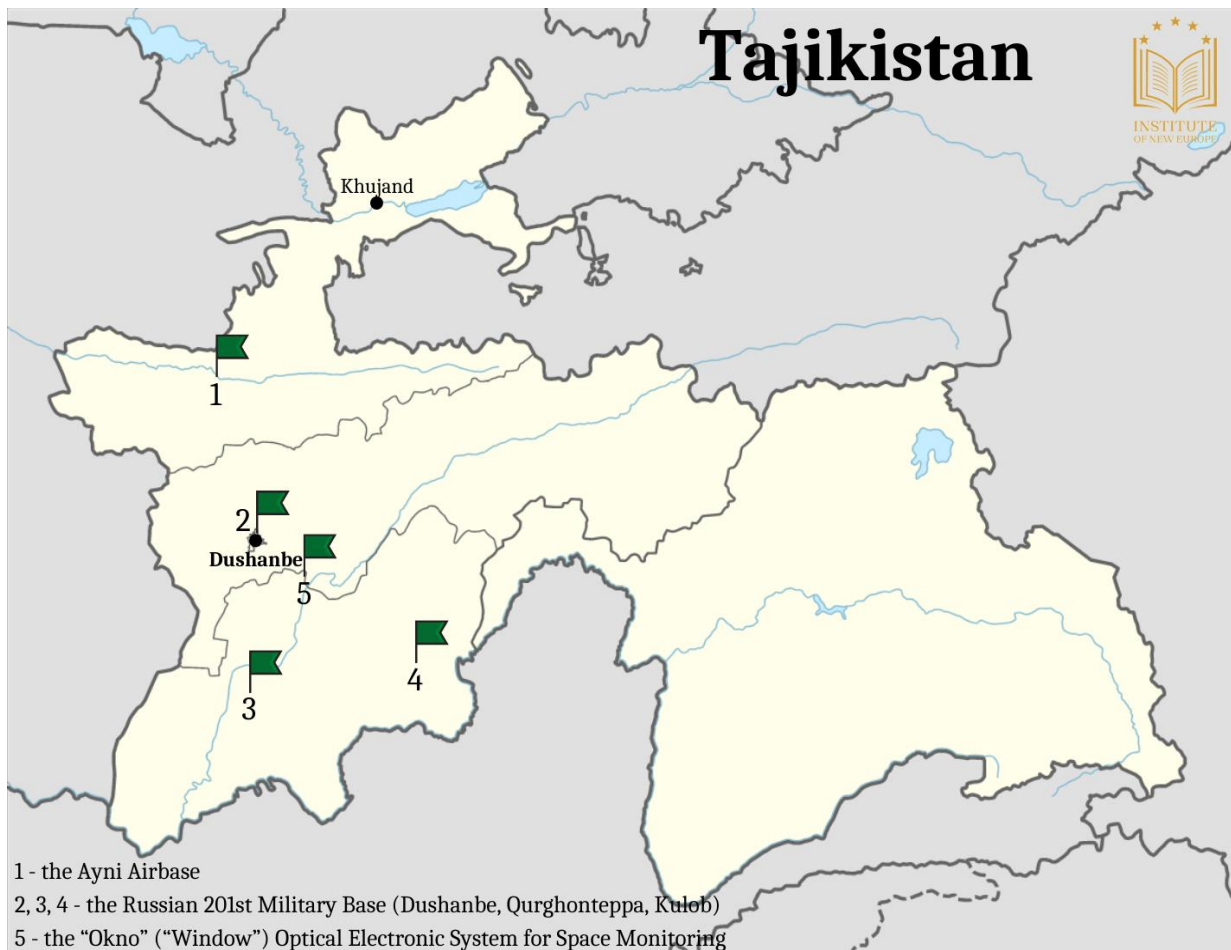 Tajikistan
INSTITUTE
OF NEW EUROPE
Khujand
1
2
Dushanbe
5
4
3
1 - the Ayni Airbase
2, 3, 4 - the Russian 201st Military Base (Dushanbe, Qurghonteppa, Kulob)
5 - the “Okno” (“Window”) Optical Electronic System for Space Monitoring